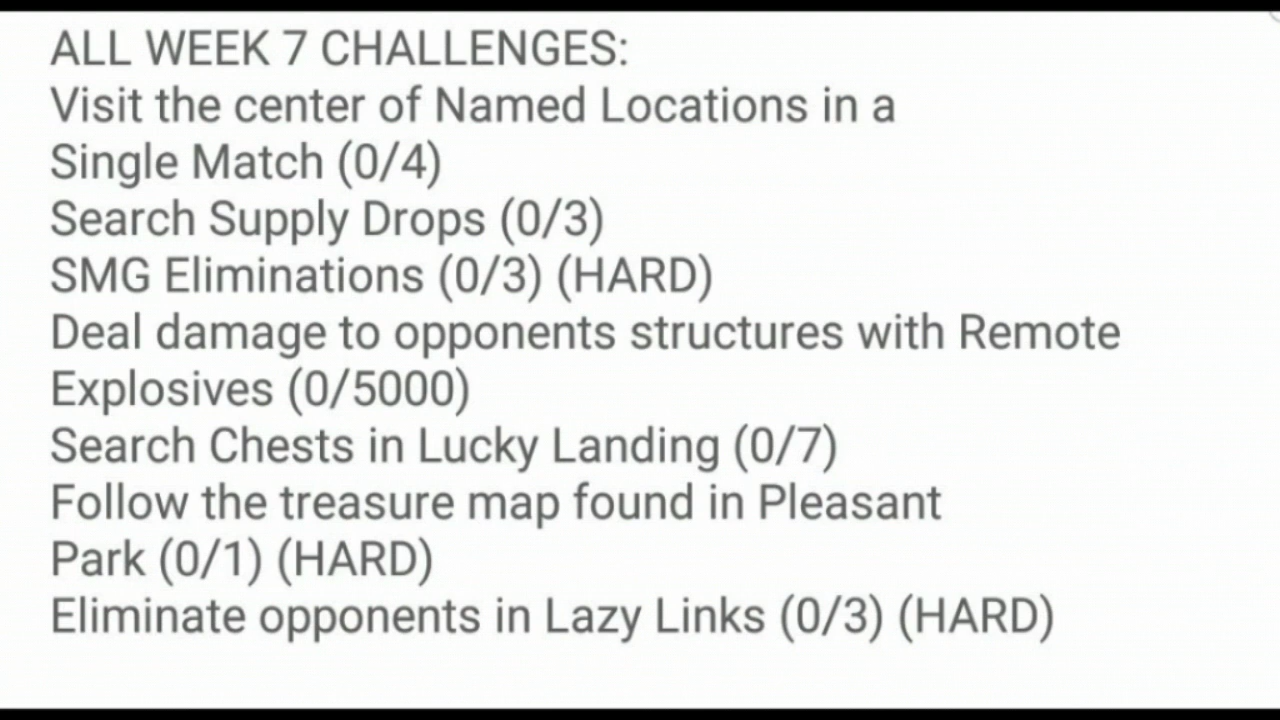 ALL WEEK 7 CHALLENGES:
Visit the center of Named Locations in a
Single Match (0/4)
Search Supply Drops (0/3)
SMG Eliminations (0/3) (HARD)
Deal damage to opponents structures with Remote
Explosives (0/5000)
Search Chests in Lucky Landing (0/7)
Follow the treasure map found in Pleasant
Park (0/1) (HARD)
Eliminate opponents in Lazy Links (0/3) (HARD)